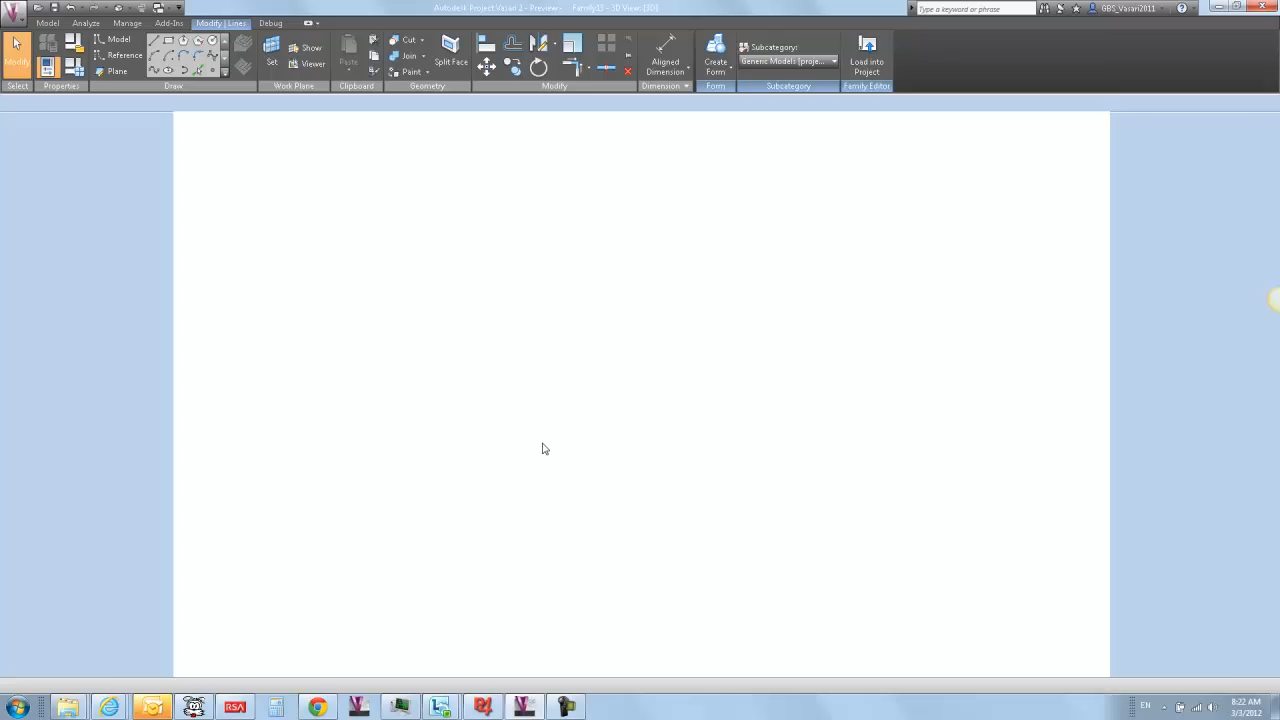 Autodesk Project Vasari 2 - Preview - Family13 - 3D View: {3D}
Type a keyword or phrase
GBS_Vasari2011
Model Analyze Manage Add-Ins Modify | Lines Debug
Modify
Model
Reference
Plane
Set
Show
Viewer
Paste
Cut
Join
Paint
Split Face
Aligned
Dimension
Create
Form
Subcategory:
Generic Models [proje...
Load into
Project
Select Properties Draw Work Plane Clipboard Geometry Modify Dimension Form Subcategory Family Editor
RSA
EN
8:22 AM
3/3/2012